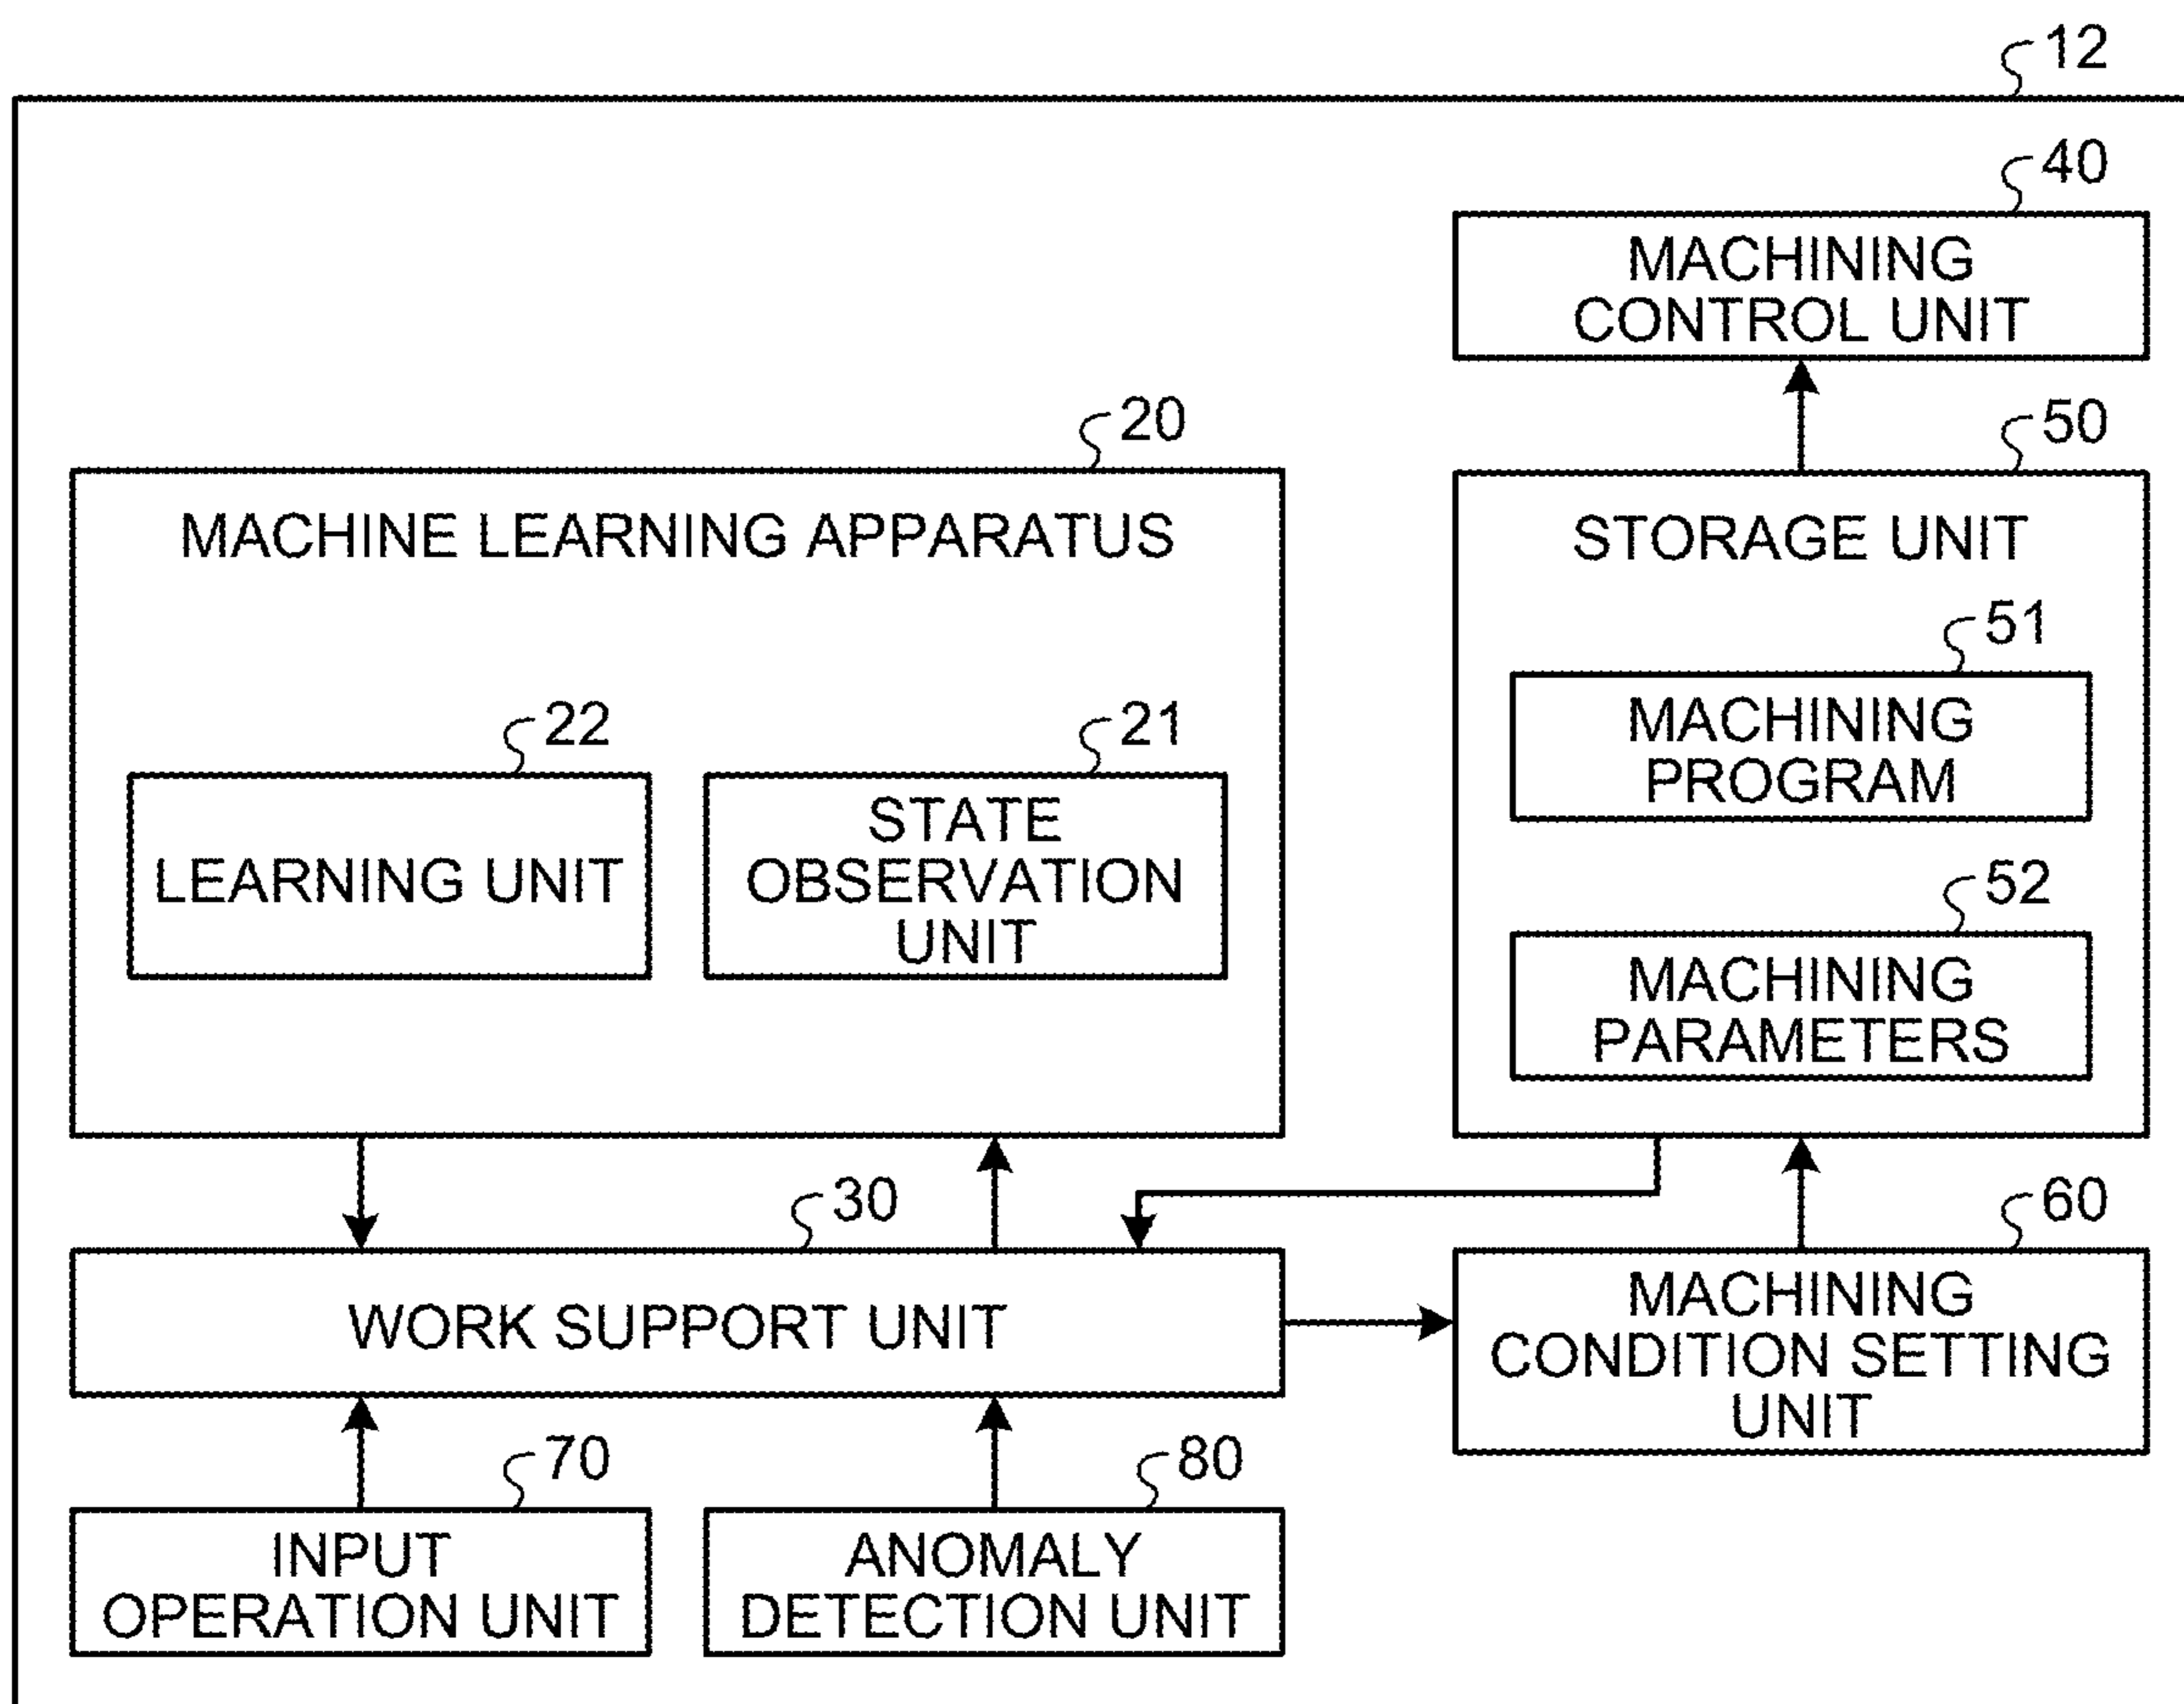 12
40
MACHINING
CONTROL UNIT
20
MACHINE LEARNING APPARATUS
22
LEARNING UNIT
21
STATE
OBSERVATION
UNIT
50
STORAGE UNIT
51
MACHINING
PROGRAM
52
MACHINING
PARAMETERS
30
WORK SUPPORT UNIT
60
MACHINING
CONDITION SETTING
UNIT
70
INPUT
OPERATION UNIT
80
ANOMALY
DETECTION UNIT